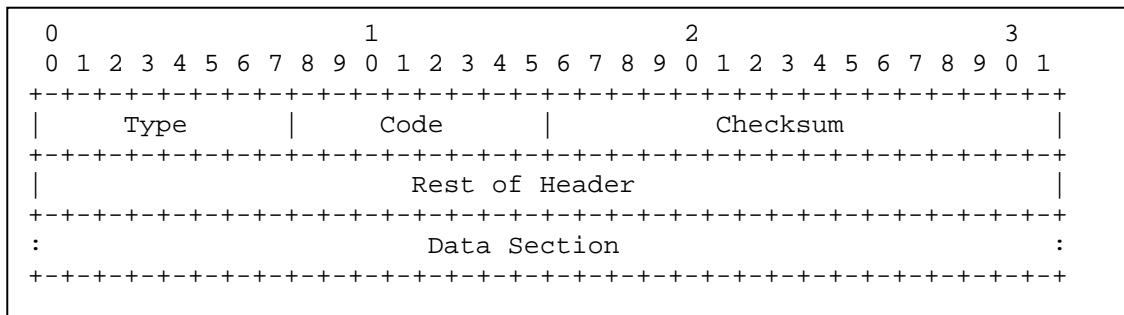 0                   1                   2                   3
 0 1 2 3 4 5 6 7 8 9 0 1 2 3 4 5 6 7 8 9 0 1 2 3 4 5 6 7 8 9 0 1
+-+-+-+-+-+-+-+-+-+-+-+-+-+-+-+-+-+-+-+-+-+-+-+-+-+-+-+-+-+-+-+-+
|     Type      |     Code      |          Checksum             |
+-+-+-+-+-+-+-+-+-+-+-+-+-+-+-+-+-+-+-+-+-+-+-+-+-+-+-+-+-+-+-+-+
|                       Rest of Header                          |
+-+-+-+-+-+-+-+-+-+-+-+-+-+-+-+-+-+-+-+-+-+-+-+-+-+-+-+-+-+-+-+-+
:                        Data Section                           :
+-+-+-+-+-+-+-+-+-+-+-+-+-+-+-+-+-+-+-+-+-+-+-+-+-+-+-+-+-+-+-+-+